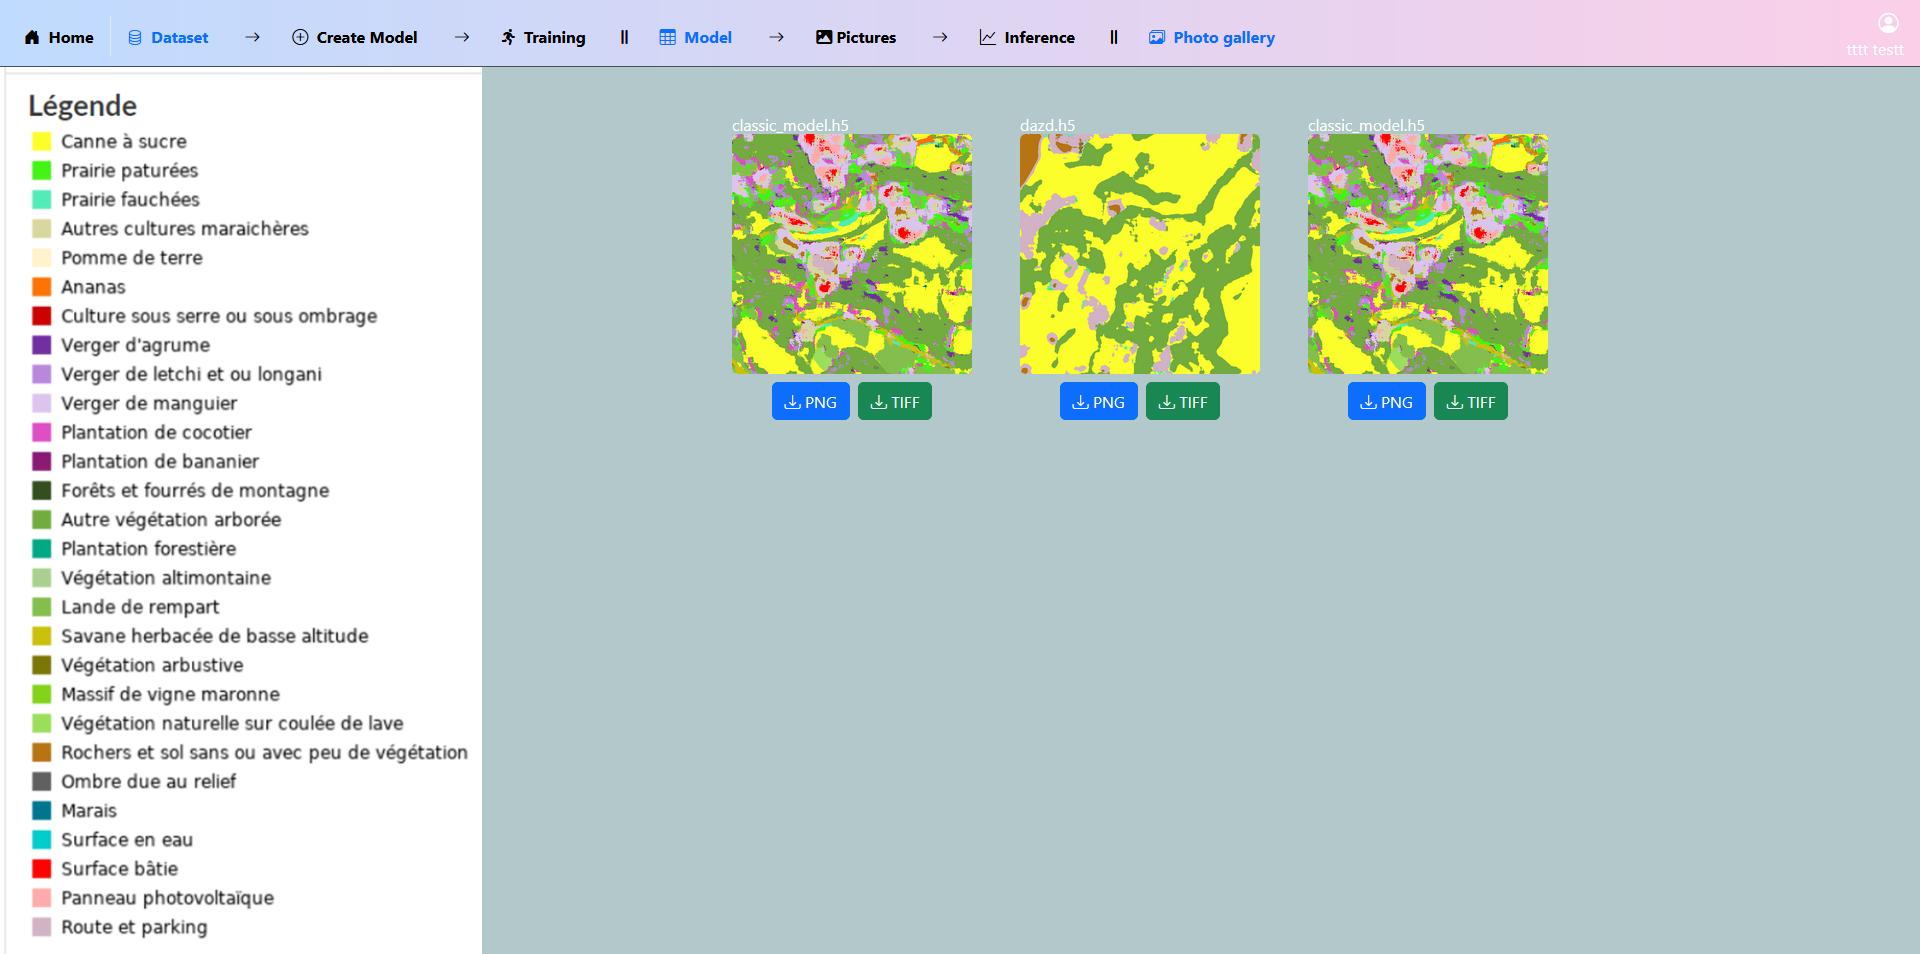 Home Dataset → Create Model → Training || Model → Pictures → Inference || Photo gallery
tttt testt
Légende
Canne à sucre
Prairie paturées
Prairie fauchées
Autres cultures maraichères
Pomme de terre
Ananas
Culture sous serre ou sous ombrage
Verger d'agrume
Verger de letchi et ou longani
Verger de manguier
Plantation de cocotier
Plantation de bananier
Forêts et fourrés de montagne
Autre végétation arborée
Plantation forestière
Végétation altimontaine
Lande de rempart
Savane herbacée de basse altitude
Végétation arbustive
Massif de vigne maronne
Végétation naturelle sur coulée de lave
Rochers et sol sans ou avec peu de végétation
Ombre due au relief
Marais
Surface en eau
Surface bâtie
Panneau photovoltaïque
Route et parking
classic_model.h5
PNG TIFF
dazd.h5
PNG TIFF
classic_model.h5
PNG TIFF